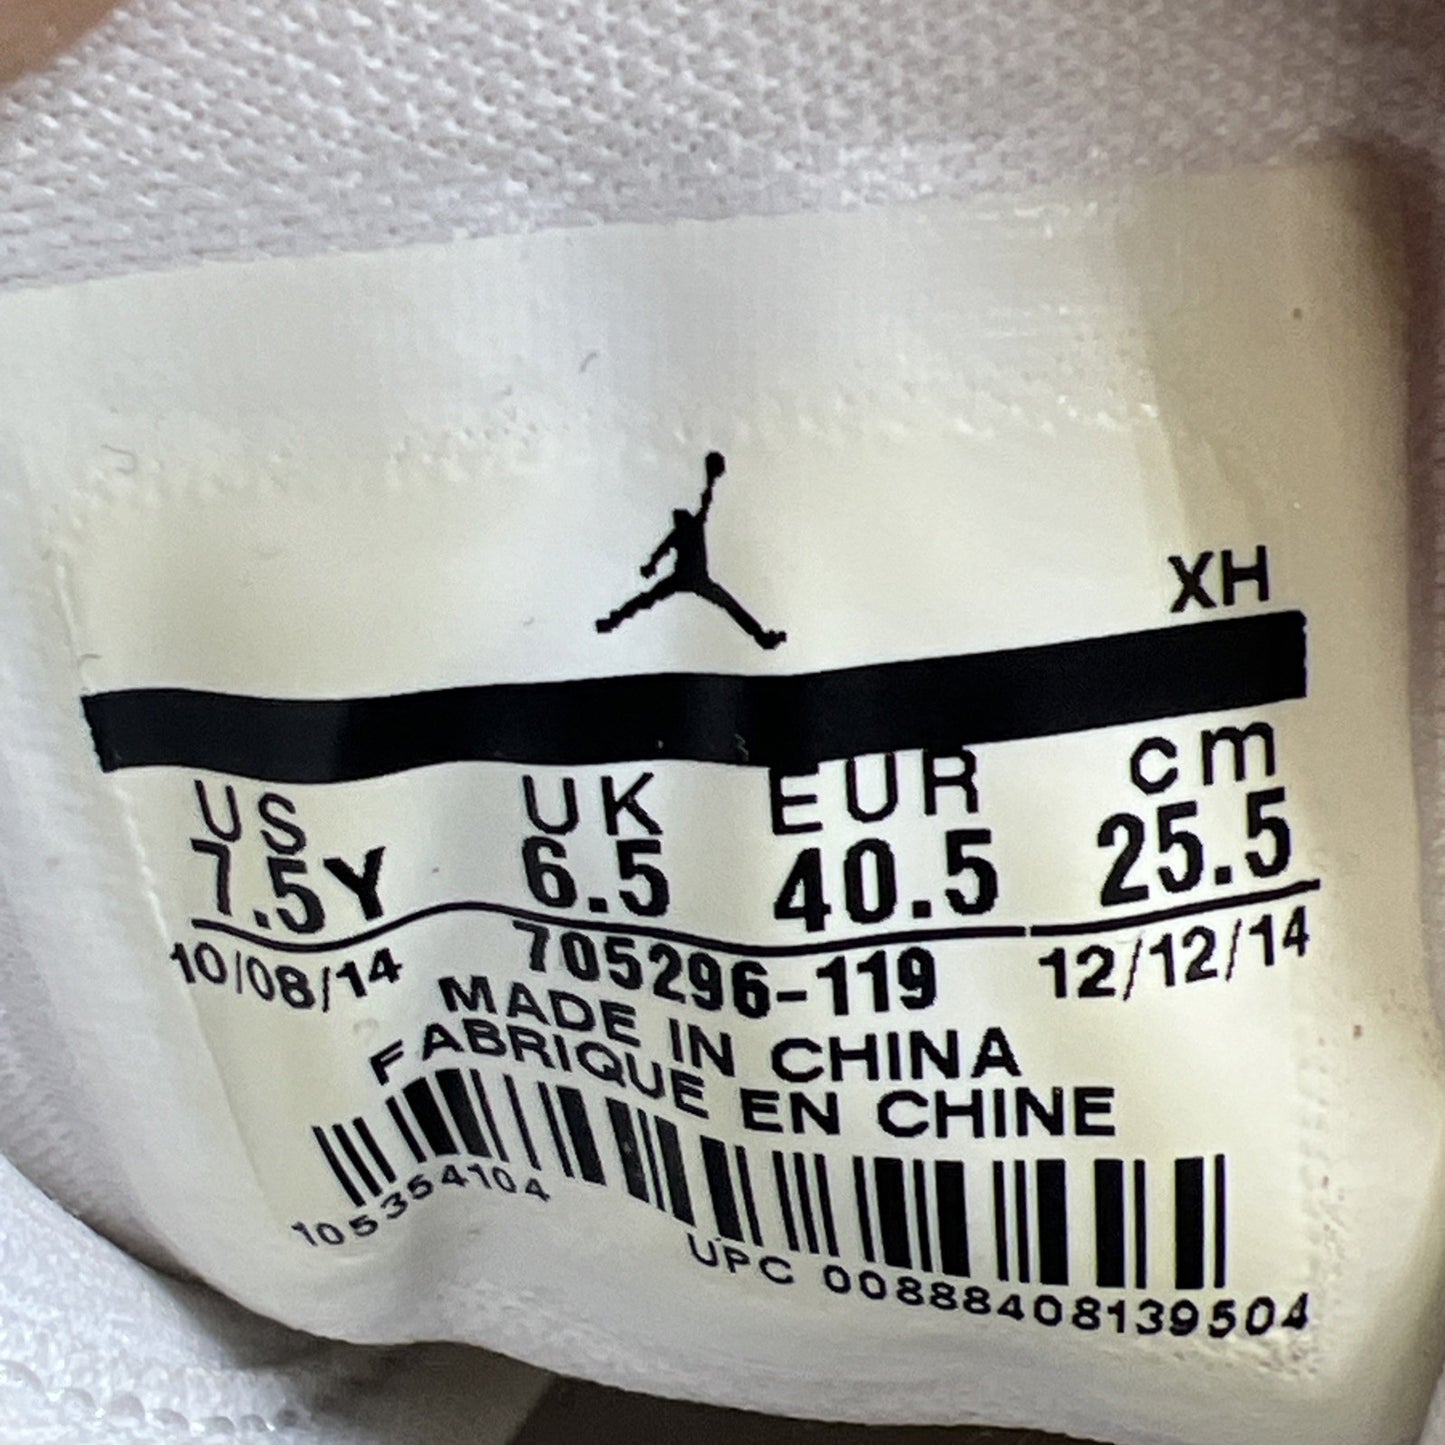 XH
US UK EUR cm
7.5Y 6.5 40.5 25.5
10/08/14 705296-119 12/12/14
MADE IN CHINA
FABRIQUE EN CHINE
105354104
UPC 00888408139504